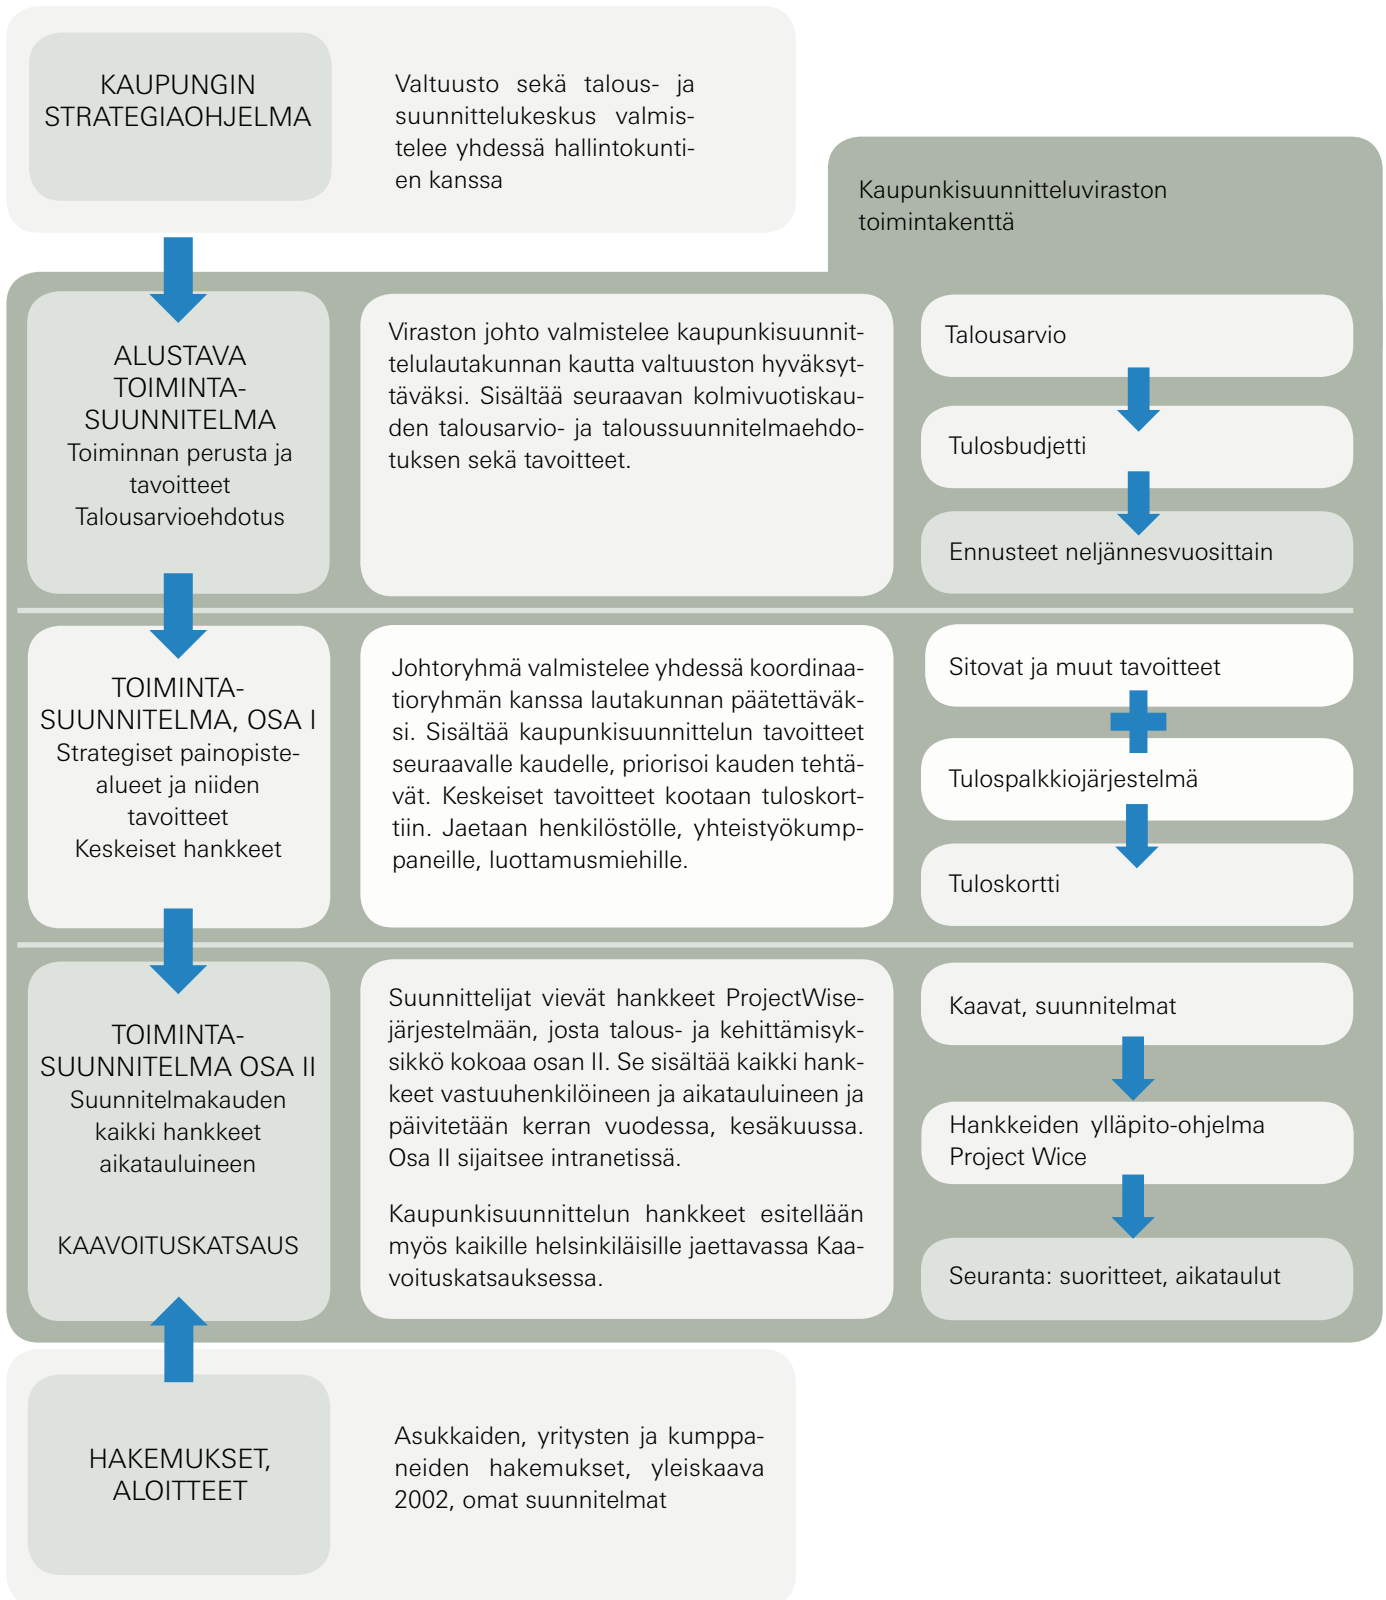 KAUPUNGIN
STRATEGIAOHJELMA
Valtuusto sekä talous- ja
suunnittelukeskus valmis-
telee yhdessä hallintokunti-
en kanssa
Kaupunkisuunnitteluviraston
toimintakenttä
ALUSTAVA
TOIMINTA-
SUUNNITELMA
Toiminnan perusta ja
tavoitteet
Talousarvioehdotus
Viraston johto valmistelee kaupunkisuunnit-
telulautakunnan kautta valtuuston hyväksyt-
täväksi. Sisältää seuraavan kolmivuotiskau-
den talousarvio- ja taloussuunnitelmaehdo-
tuksen sekä tavoitteet.
Talousarvio
Tulosbudjetti
Ennusteet neljännesvuosittain
TOIMINTA-
SUUNNITELMA, OSA I
Strategiset painopiste-
alueet ja niiden
tavoitteet
Keskeiset hankkeet
Johtoryhmä valmistelee yhdessä koordinaa-
tioryhmän kanssa lautakunnan päätettäväk-
si. Sisältää kaupunkisuunnittelun tavoitteet
seuraavalle kaudelle, priorisoi kauden tehtä-
vät. Keskeiset tavoitteet kootaan tuloskort-
tiin. Jaetaan henkilöstölle, yhteistyökump-
paneille, luottamusmiehille.
Sitovat ja muut tavoitteet
Tulospalkkiojärjestelmä
Tuloskortti
TOIMINTA-
SUUNNITELMA OSA II
Suunnitelmakauden
kaikki hankkeet
aikatauluineen
KAAVOITUSKATSAUS
Suunnittelijat vievät hankkeet ProjectWise-
järjestelmään, josta talous- ja kehittämisyk-
sikkö kokoaa osan II. Se sisältää kaikki hank-
keet vastuuhenkilöineen ja aikatauluineen ja
päivitetään kerran vuodessa, kesäkuussa.
Osa II sijaitsee intranetissä.
Kaupunkisuunnittelun hankkeet esitellään
myös kaikille helsinkiläisille jaettavassa Kaa-
voituskatsauksessa.
Kaavat, suunnitelmat
Hankkeiden ylläpito-ohjelma
Project Wice
Seuranta: suoritteet, aikataulut
HAKEMUKSET,
ALOITTEET
Asukkaiden, yritysten ja kumppa-
neiden hakemukset, yleiskaava
2002, omat suunnitelmat